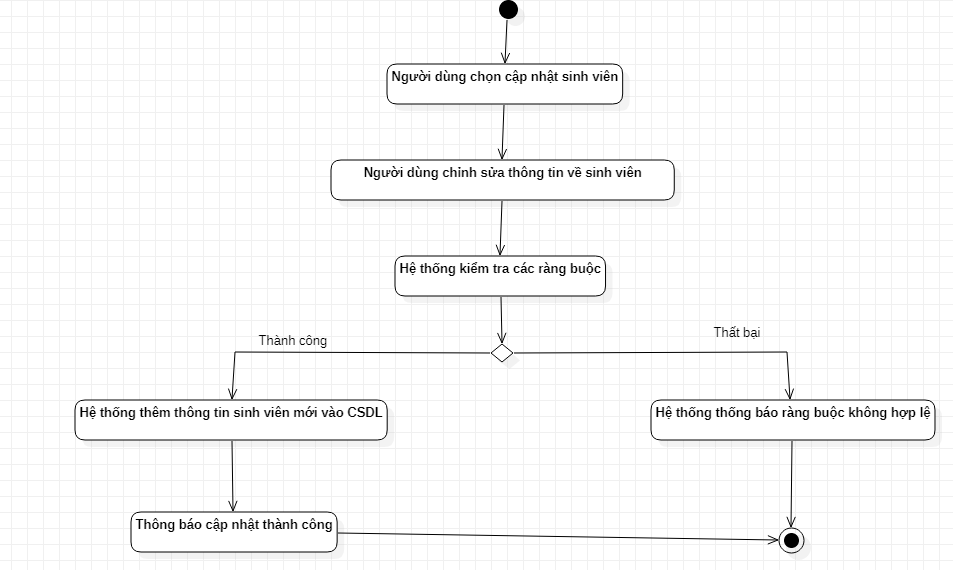 Người dùng chọn cập nhật sinh viên
Người dùng chỉnh sửa thông tin về sinh viên
Hệ thống kiểm tra các ràng buộc
Thành công
Thất bại
Hệ thống thêm thông tin sinh viên mới vào CSDL
Hệ thống thống báo ràng buộc không hợp lệ
Thông báo cập nhật thành công